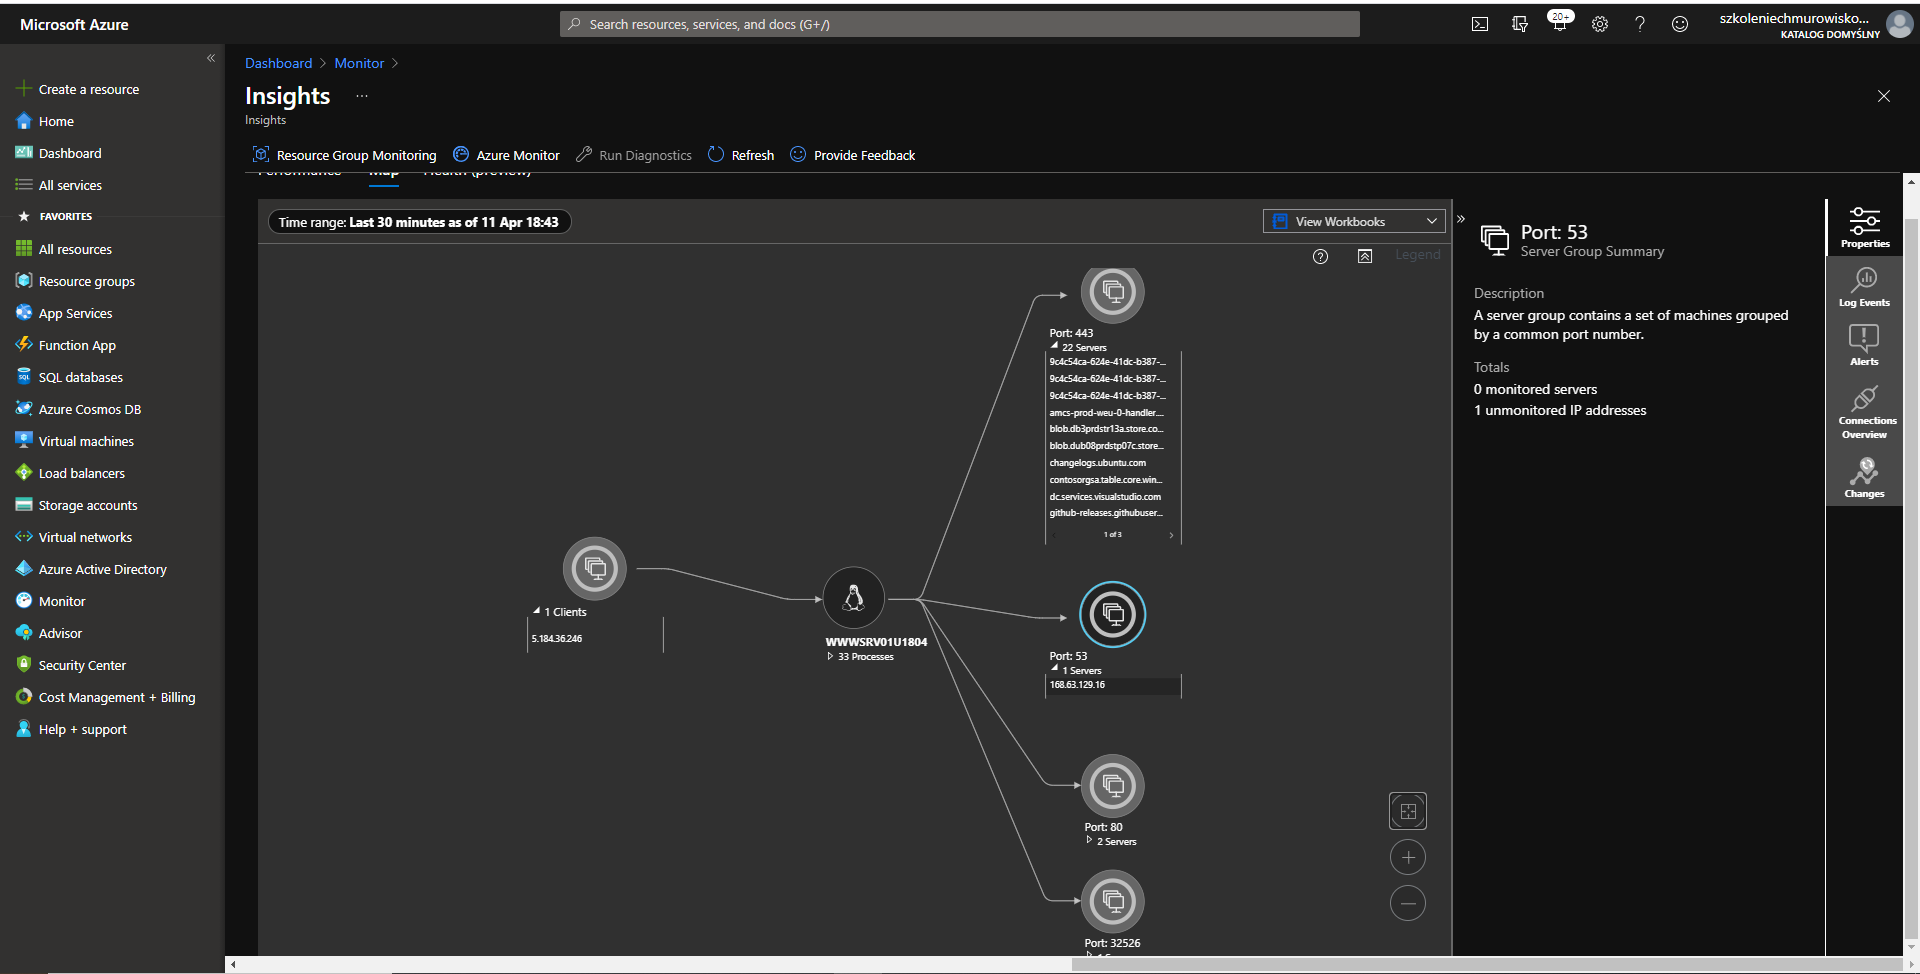 Microsoft Azure
Search resources, services, and docs (G+/)
20+
szkoleniechmurowisko...
KATALOG DOMYŚLNY
Create a resource
Home
Dashboard
All services
FAVORITES
All resources
Resource groups
App Services
Function App
SQL databases
Azure Cosmos DB
Virtual machines
Load balancers
Storage accounts
Virtual networks
Azure Active Directory
Monitor
Advisor
Security Center
Cost Management + Billing
Help + support
Dashboard > Monitor >
Insights ...
Insights
Resource Group Monitoring
Azure Monitor
Run Diagnostics
Refresh
Provide Feedback
Performance
Map
Health (preview)
Time range: Last 30 minutes as of 11 Apr 18:43
View Workbooks
Legend
1 Clients
5.184.36.246
WWWSRV01U1804
33 Processes
Port: 443
22 Servers
9c4c54ca-624e-41dc-b387-...
9c4c54ca-624e-41dc-b387-...
9c4c54ca-624e-41dc-b387-...
amcs-prod-weu-0-handler....
blob.db3prdstr13a.store.co...
blob.dub08prdstp07c.store...
changelogs.ubuntu.com
contosorgsa.table.core.win...
dc.services.visualstudio.com
github-releases.githubuser...
1 of 3
Port: 53
1 Servers
168.63.129.16
Port: 80
2 Servers
Port: 32526
Port: 53
Server Group Summary
Description
A server group contains a set of machines grouped
by a common port number.
Totals
0 monitored servers
1 unmonitored IP addresses
Properties
Log Events
Alerts
Connections
Overview
Changes